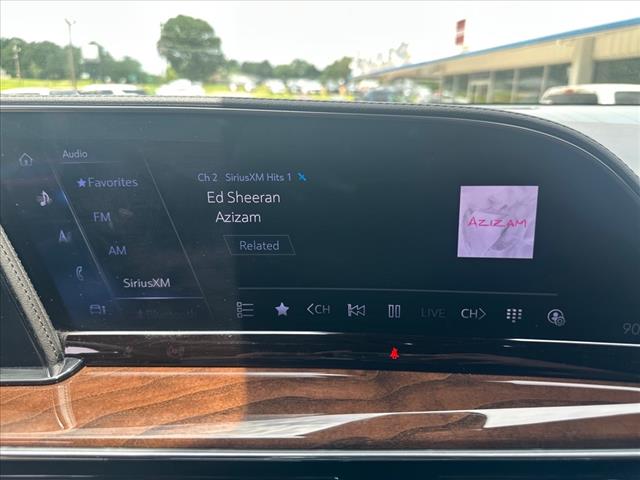 Audio
★Favorites
FM
AM
SiriusXM
Ch 2 SiriusXM Hits 1
Ed Sheeran
Azizam
Related
AZIZAM
<CH
LIVE
CH>
90